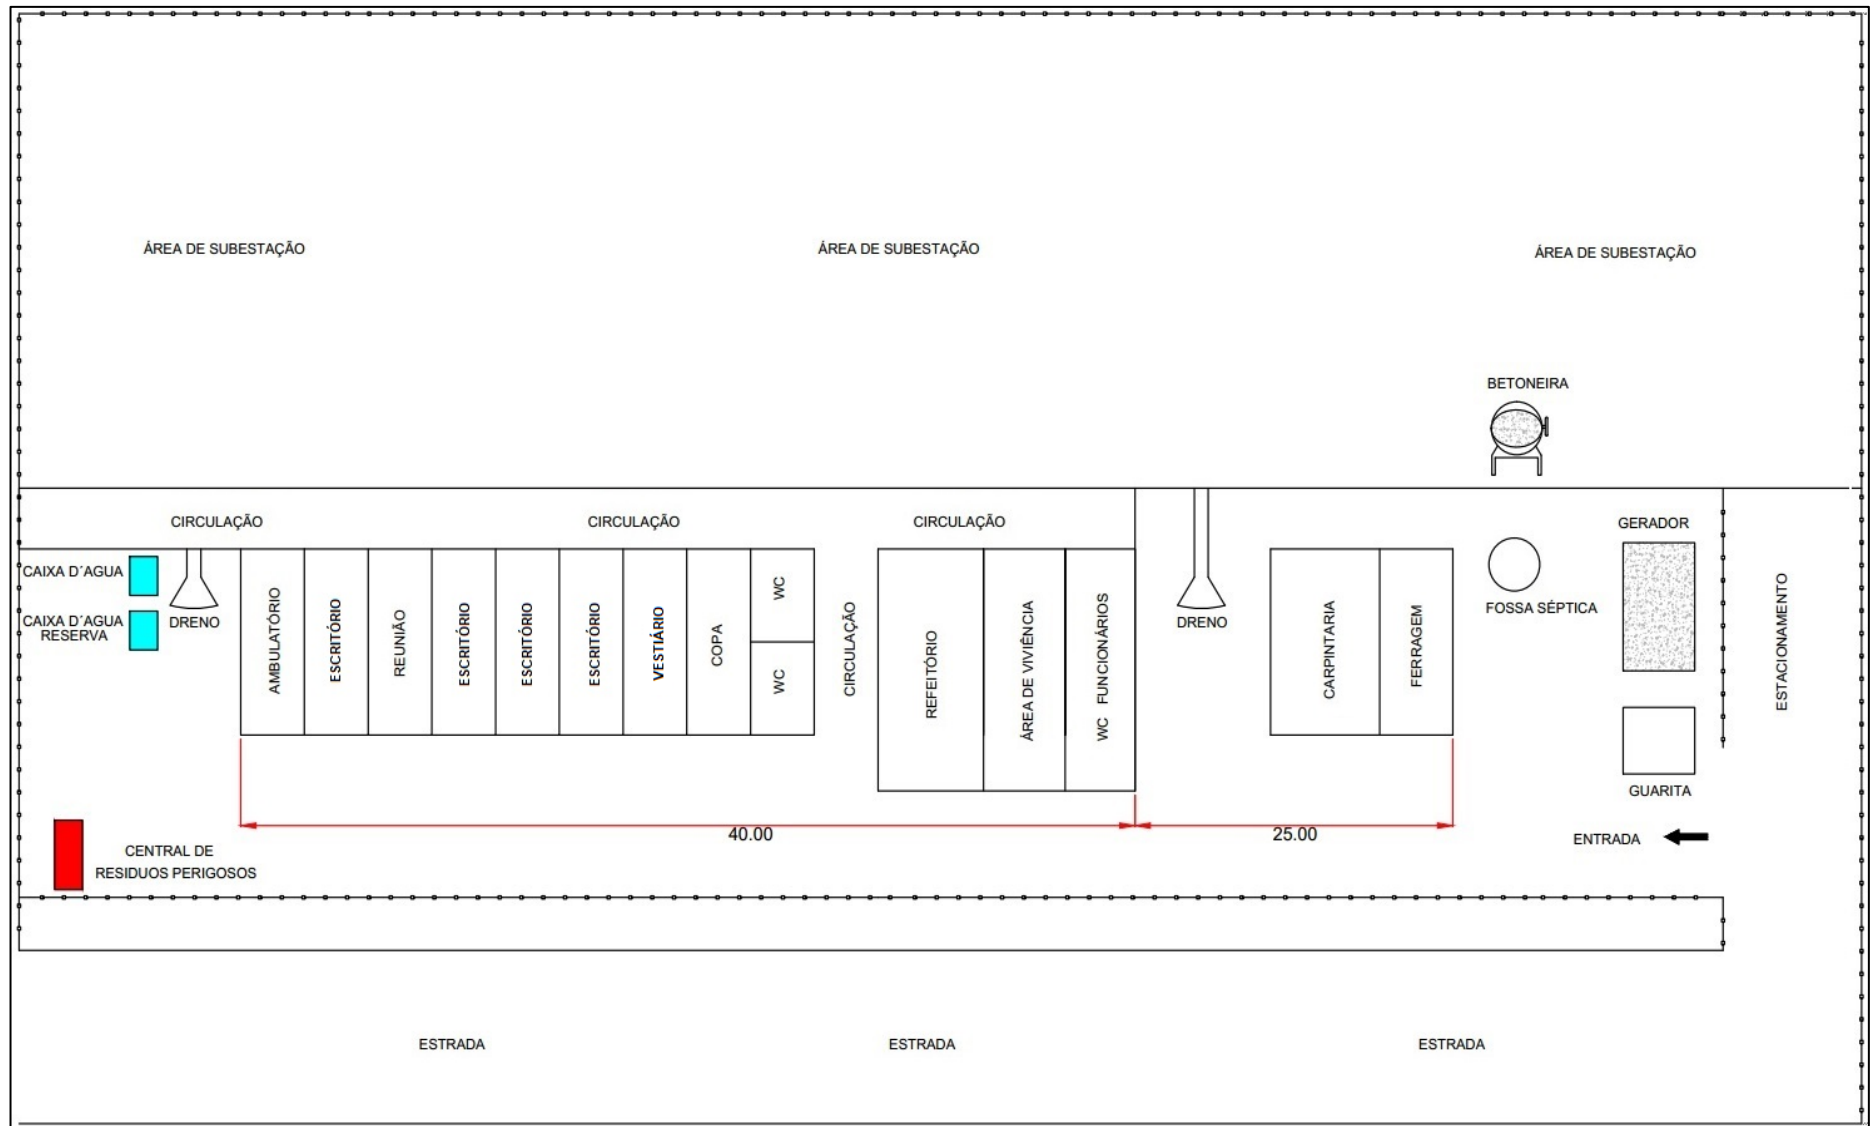 ÁREA DE SUBESTAÇÃO
ÁREA DE SUBESTAÇÃO
ÁREA DE SUBESTAÇÃO
BETONEIRA
CIRCULAÇÃO
CIRCULAÇÃO
CIRCULAÇÃO
GERADOR
CAIXA D´AGUA
CAIXA D´AGUA
RESERVA
DRENO
AMBULATÓRIO
ESCRITÓRIO
REUNIÃO
ESCRITÓRIO
ESCRITÓRIO
ESCRITÓRIO
VESTIÁRIO
COPA
WC
WC
CIRCULAÇÃO
REFEITÓRIO
ÁREA DE VIVIÊNCIA
WC FUNCIONÁRIOS
DRENO
CARPINTARIA
FERRAGEM
FOSSA SÉPTICA
ESTACIONAMENTO
GUARITA
40.00
25.00
ENTRADA
CENTRAL DE
RESIDUOS PERIGOSOS
ESTRADA
ESTRADA
ESTRADA